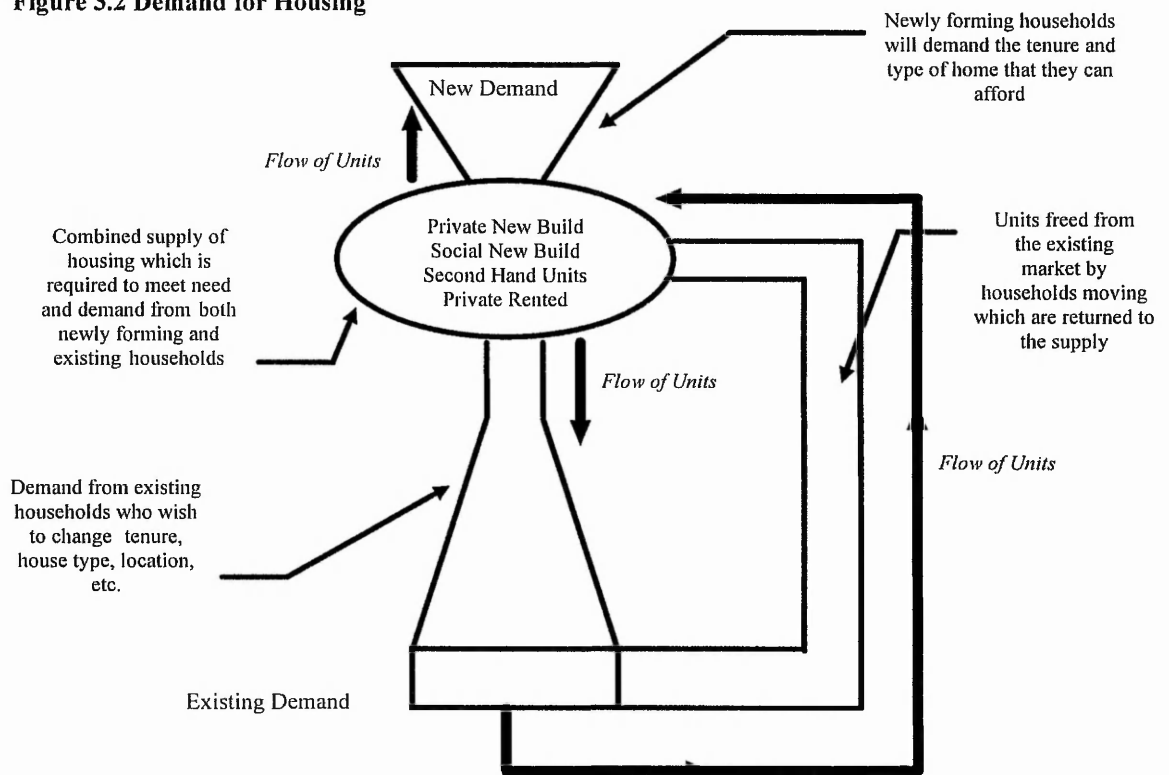 Figure 3.2 Demand for Housing
Newly forming households
will demand the tenure and
type of home that they can
afford
New Demand
Flow of Units
Private New Build
Social New Build
Second Hand Units
Private Rented
Combined supply of
housing which is
required to meet need
and demand from both
newly forming and
existing households
Units freed from
the existing
market by
households moving
which are returned to
the supply
Flow of Units
Flow of Units
Demand from existing
households who wish
to change tenure,
house type, location,
etc.
Existing Demand